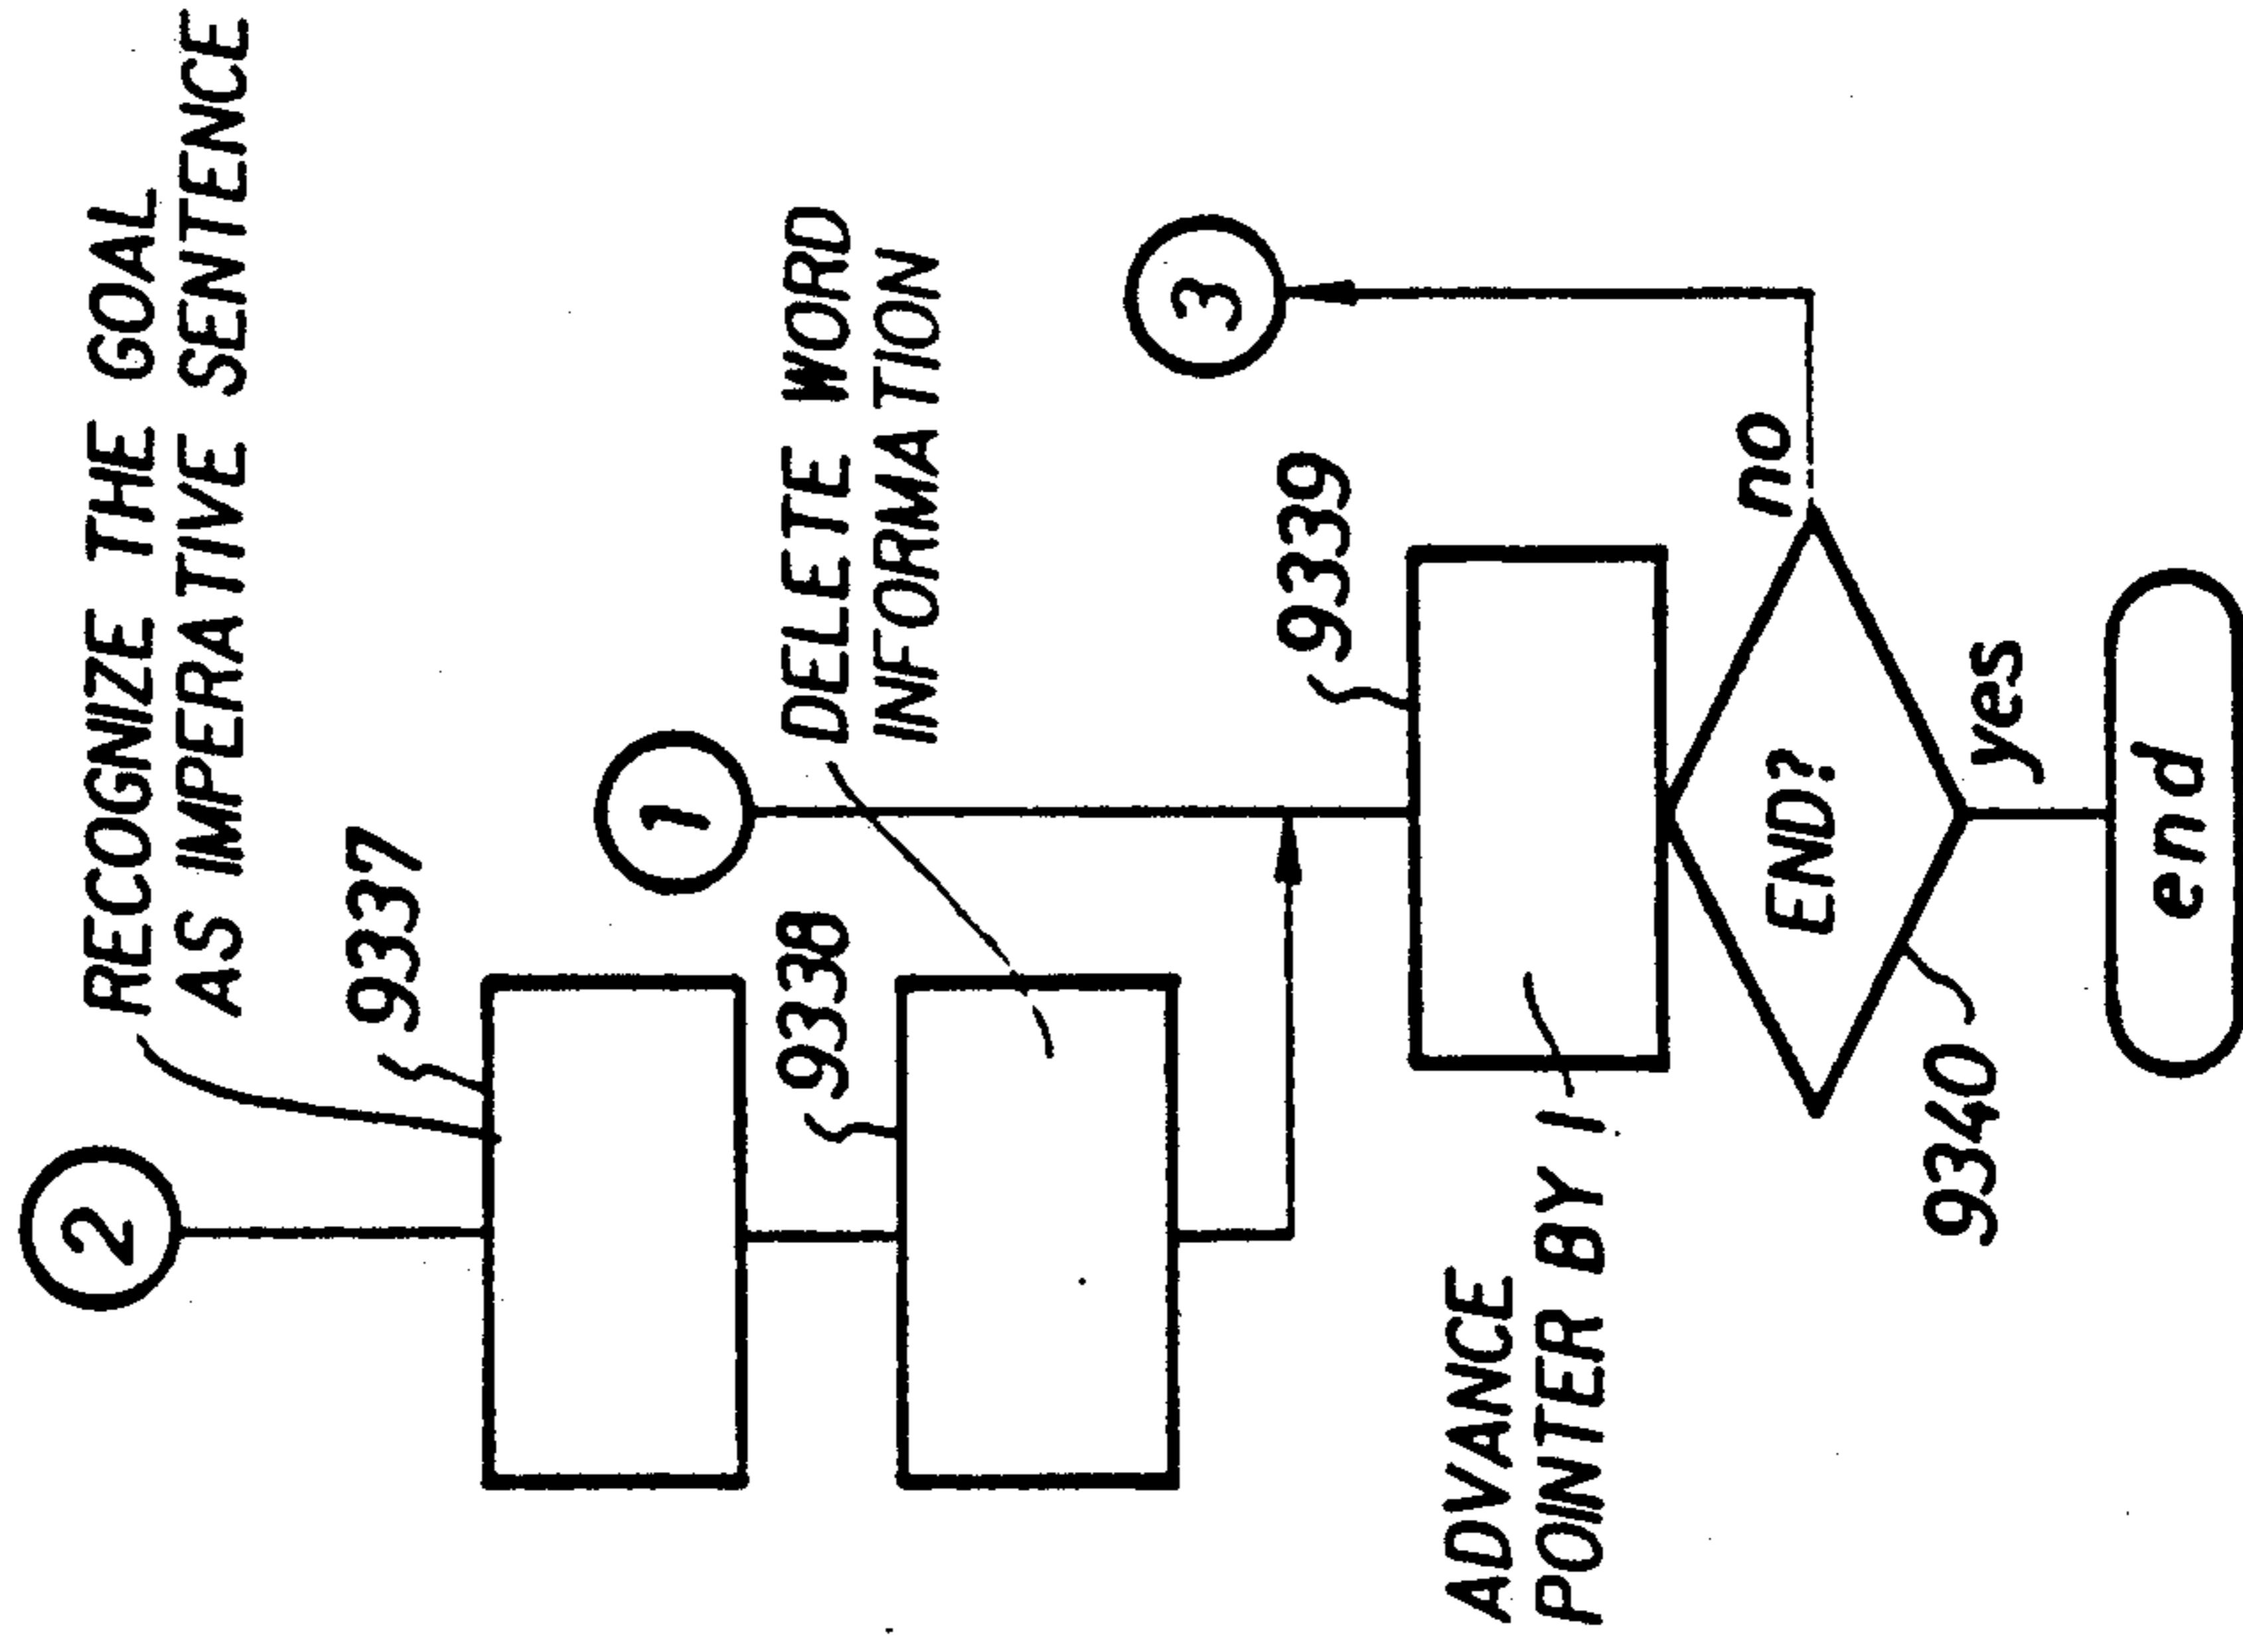 2
RECOGNIZE THE GOAL
AS IMPERATIVE SENTENCE
9337
1
DELETE WORD
INFORMATION
9338
3
9339
ADVANCE
POINTER BY 1
END?
no
9340
yes
end